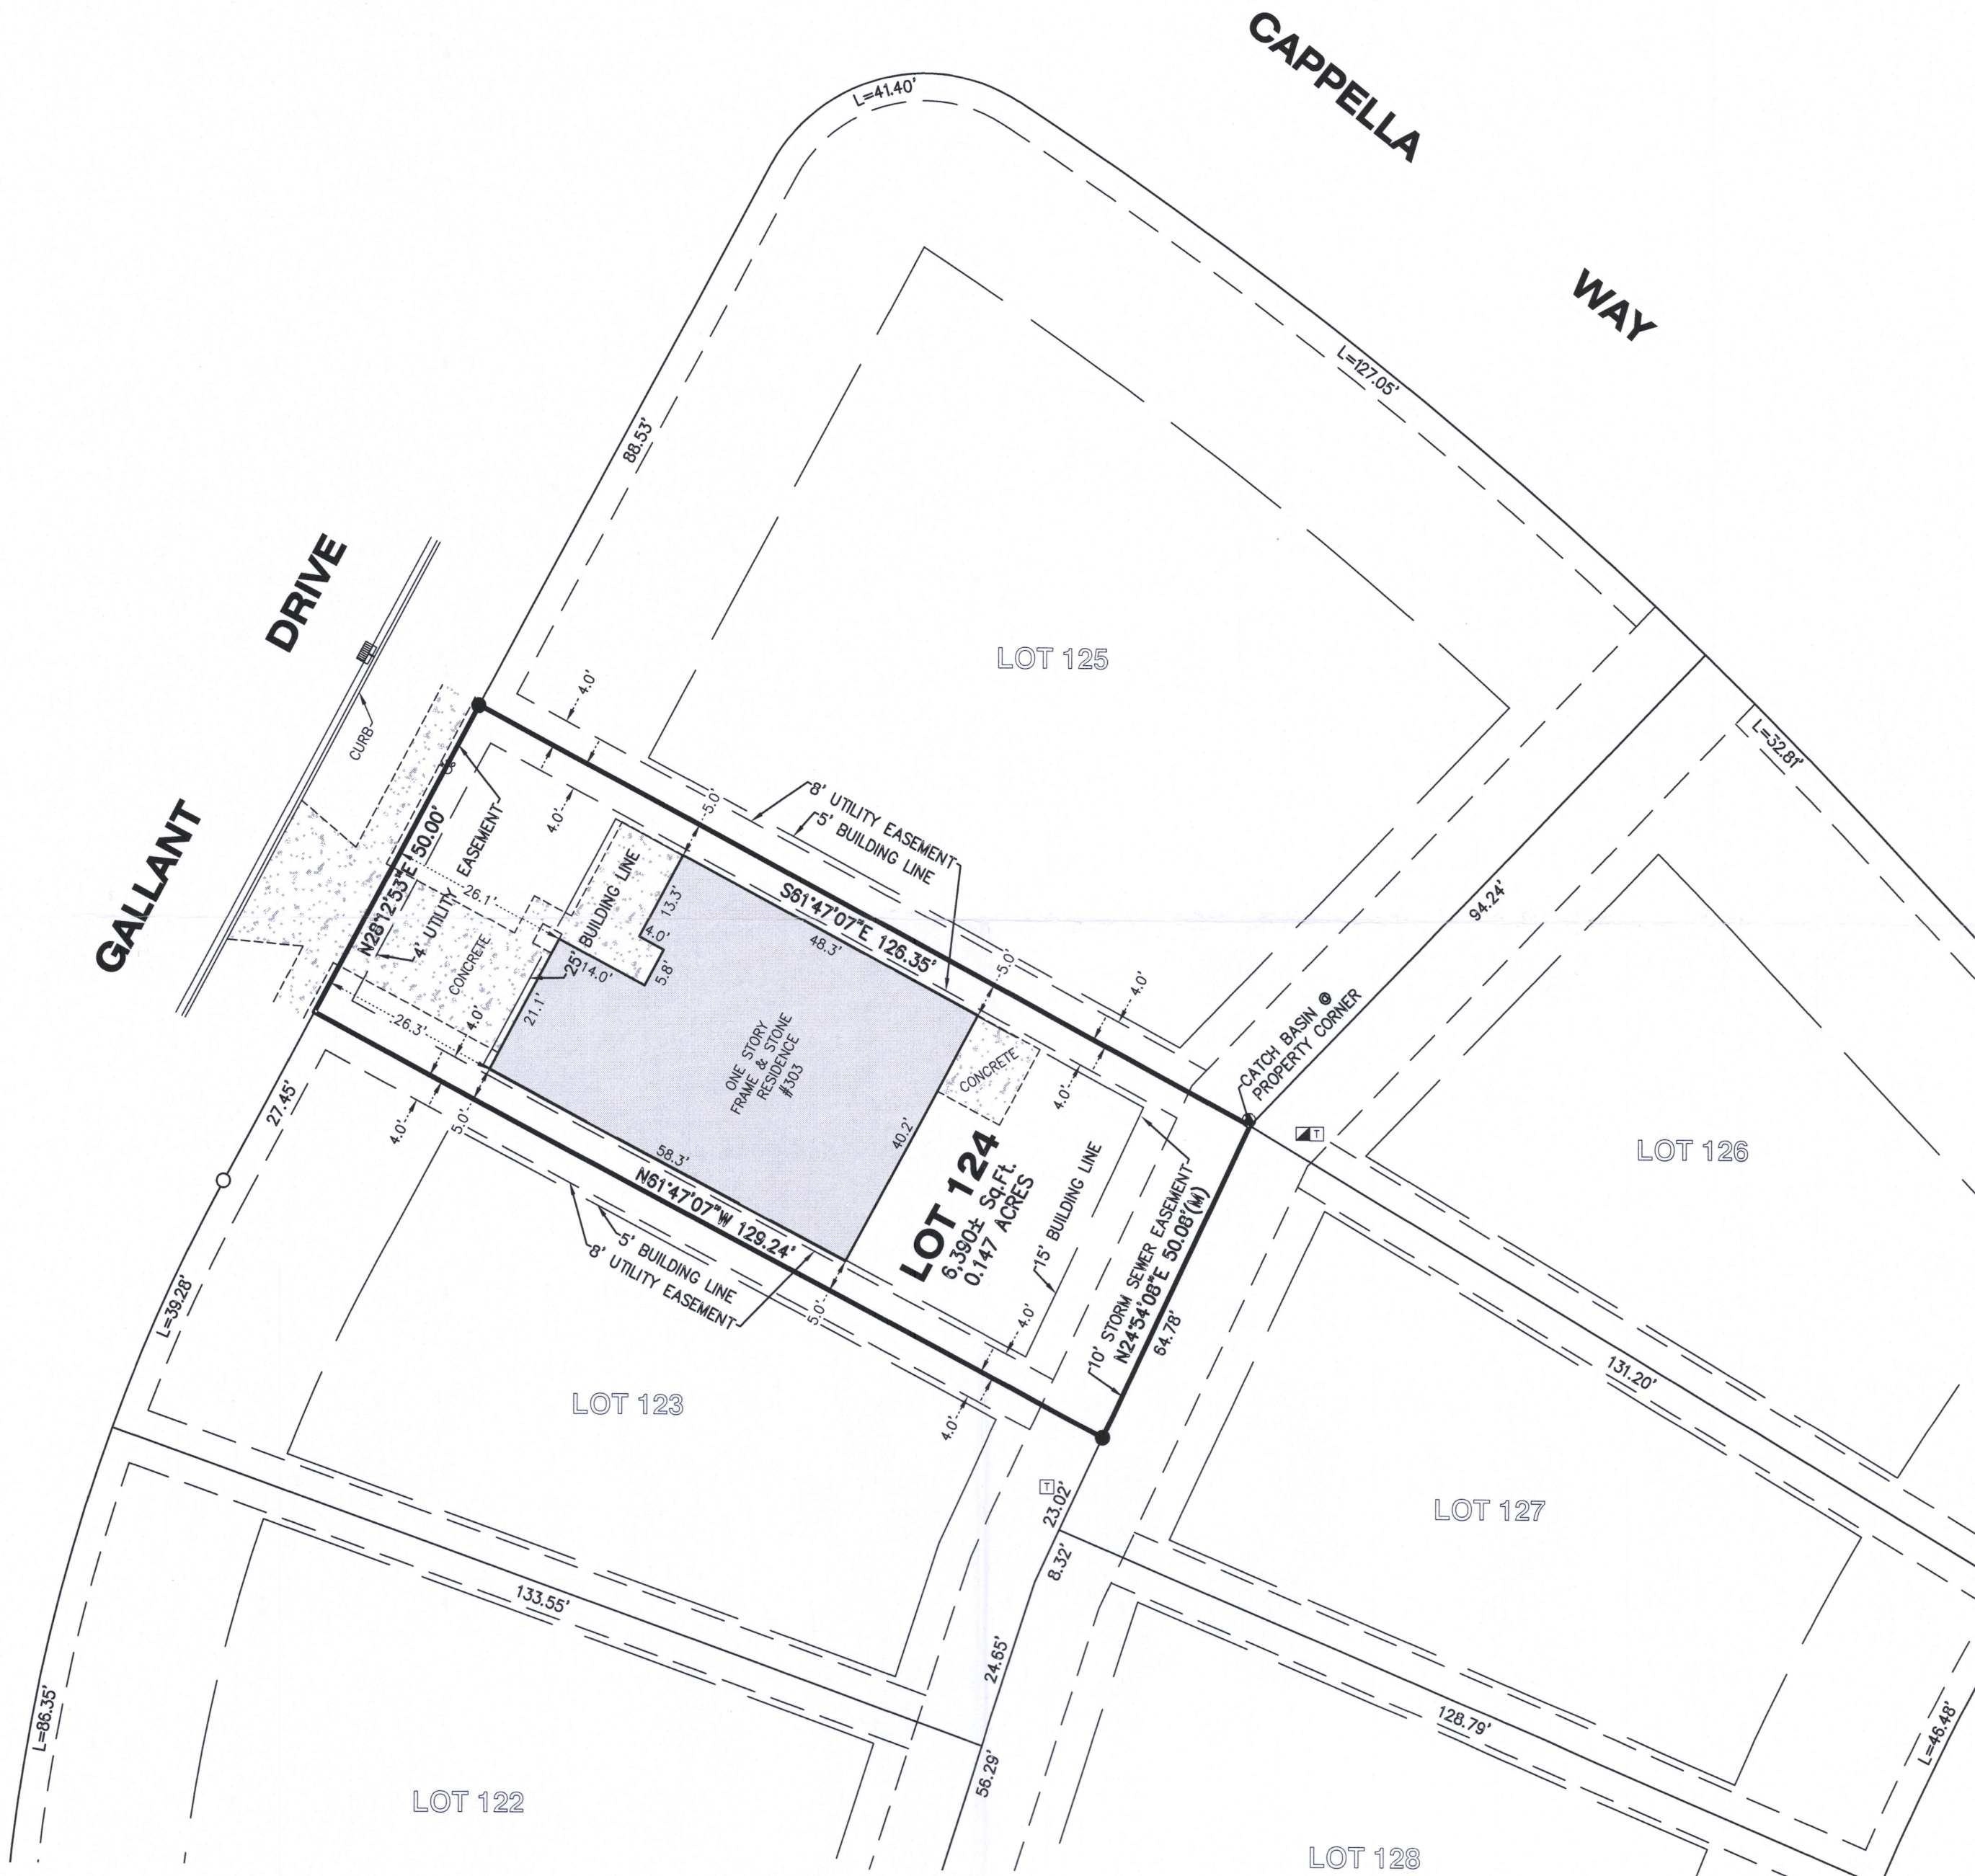 CAPPELLA
WAY
L=41.40'
L=127.05'
88.53'
DRIVE
GALLANT
CURB
LOT 125
L=32.81'
4.0'
4.0'
5.0'
8' UTILITY EASEMENT
5' BUILDING LINE
S61°47'07"E 126.35'
N28°12'53"E 50.00'
4' UTILITY EASEMENT
26.1'
CONCRETE
25' BUILDING LINE
13.3'
4.0'
5.8'
14.0'
21.1'
48.3'
5.0'
4.0'
94.24'
CATCH BASIN @
PROPERTY CORNER
26.3'
4.0'
ONE STORY
FRAME & STONE
RESIDENCE
#303
CONCRETE
4.0'
40.2'
58.3'
N61°47'07"W 129.24'
5' BUILDING LINE
8' UTILITY EASEMENT
4.0'
5.0'
5.0'
LOT 124
6,390± Sq.Ft.
0.147 ACRES
15' BUILDING LINE
10' STORM SEWER EASEMENT
N24°54'08"E 50.08'(M)
64.78'
4.0'
4.0'
T
LOT 126
27.45'
L=39.28'
LOT 123
T
23.02'
8.32'
LOT 127
131.20'
133.55'
24.65'
56.29'
L=86.35'
LOT 122
128.79'
L=46.48'
LOT 128